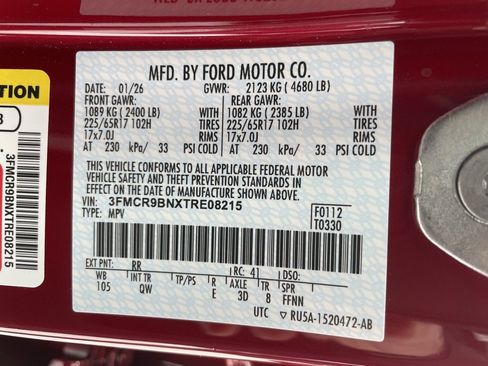 MFD. BY FORD MOTOR CO.
DATE: 01/26 GVWR: 2123 KG ( 4680 LB)
FRONT GAWR: REAR GAWR:
1089 KG ( 2400 LB) 1082 KG ( 2385 LB)
225/65R17 102H TIRES 225/65R17 102H TIRES
17x7.0J RIMS 17x7.0J RIMS
AT 230 kPa/ 33 PSI COLD AT 230 kPa/ 33 PSI COLD
THIS VEHICLE CONFORMS TO ALL APPLICABLE FEDERAL MOTOR
VEHICLE SAFETY AND THEFT PREVENTION STANDARDS IN
EFFECT ON THE DATE OF MANUFACTURE SHOWN ABOVE.
VIN: 3FMCR9BNXTRE08215
TYPE: MPV
F0112
T0330
EXT PNT: RR RC: 41 DSO:
WB INT TR TP/PS R AXLE TR SPR
105 QW E 3D 8 FFNN
UTC RU5A-1520472-AB
3FMCR9BNXTRE08215